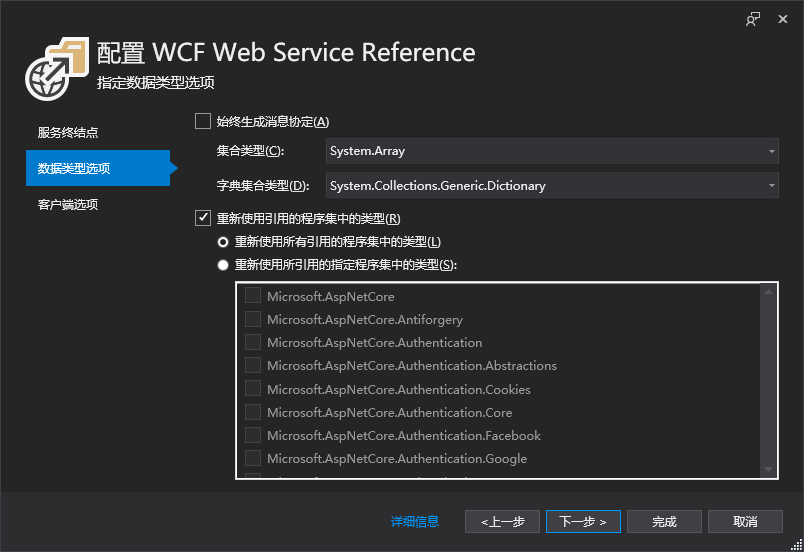 配置 WCF Web Service Reference
指定数据类型选项
服务终结点
数据类型选项
客户端选项
始终生成消息协定(A)
集合类型(C): System.Array
字典集合类型(D): System.Collections.Generic.Dictionary
重新使用引用的程序集中的类型(R)
重新使用所有引用的程序集中的类型(L)
重新使用所引用的指定程序集中的类型(S):
Microsoft.AspNetCore
Microsoft.AspNetCore.Antiforgery
Microsoft.AspNetCore.Authentication
Microsoft.AspNetCore.Authentication.Abstractions
Microsoft.AspNetCore.Authentication.Cookies
Microsoft.AspNetCore.Authentication.Core
Microsoft.AspNetCore.Authentication.Facebook
Microsoft.AspNetCore.Authentication.Google
详细信息 <上一步 下一步 > 完成 取消